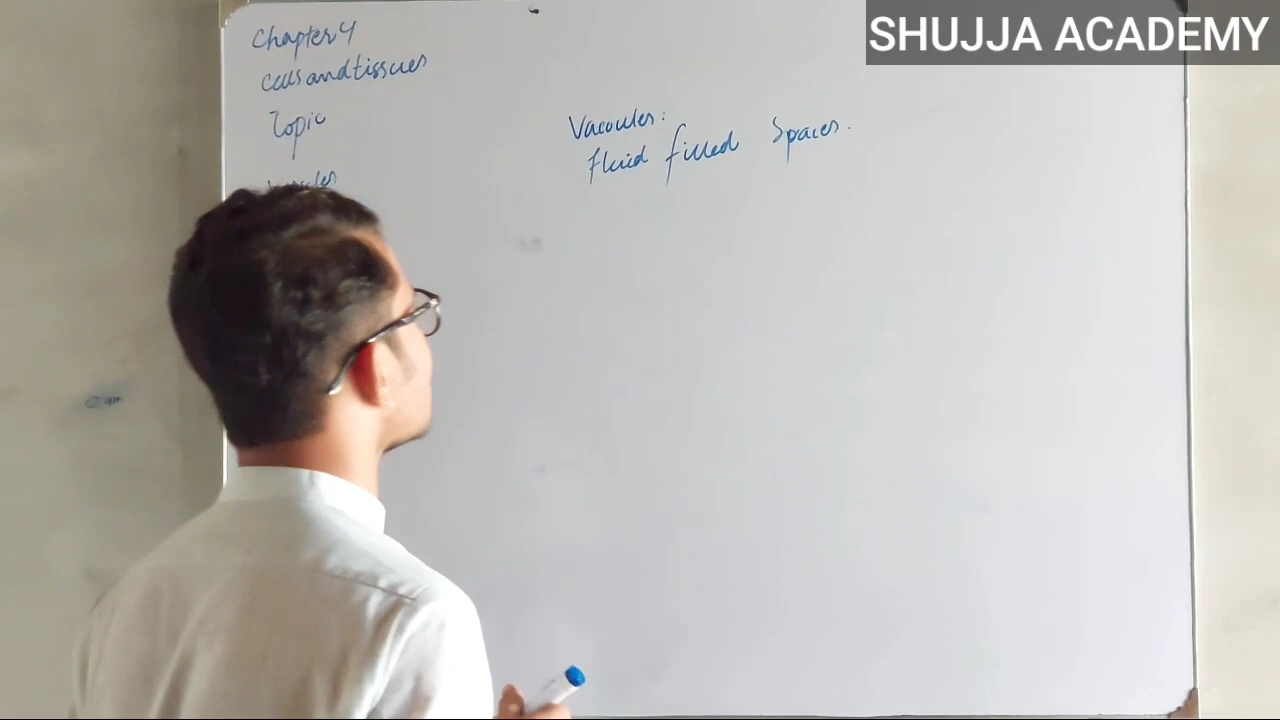 SHUJJA ACADEMY
Chapter 4
cells and tissues
Topic
Vacoules:
fluid filled Spaces.